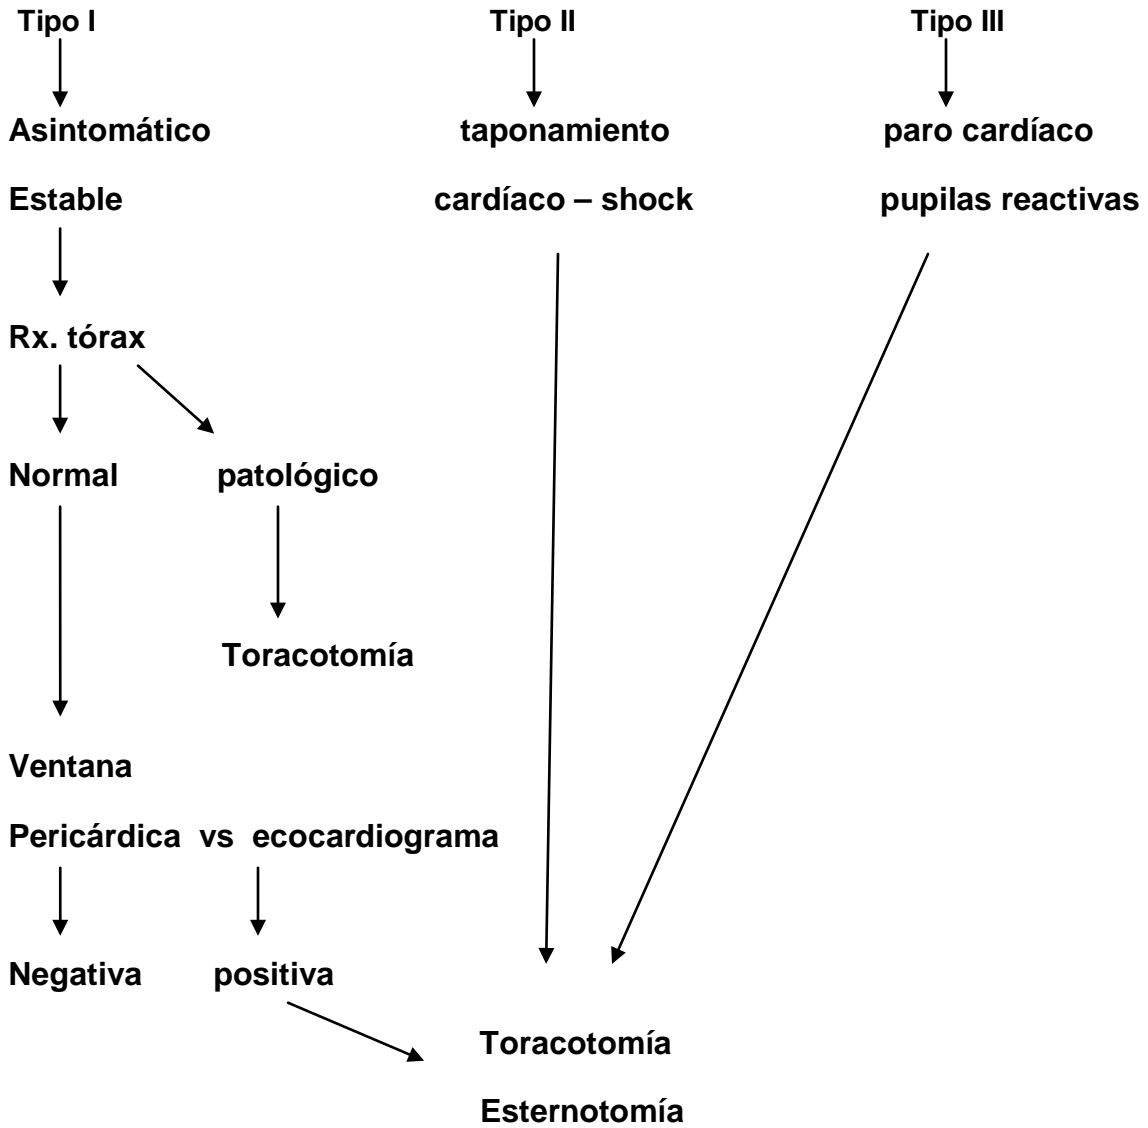 Tipo I Tipo II Tipo III
Asintomático taponamiento paro cardíaco
Estable cardíaco – shock pupilas reactivas
Rx. tórax
Normal patológico
Toracotomía
Ventana
Pericárdica vs ecocardiograma
Negativa positiva
Toracotomía
Esternotomía